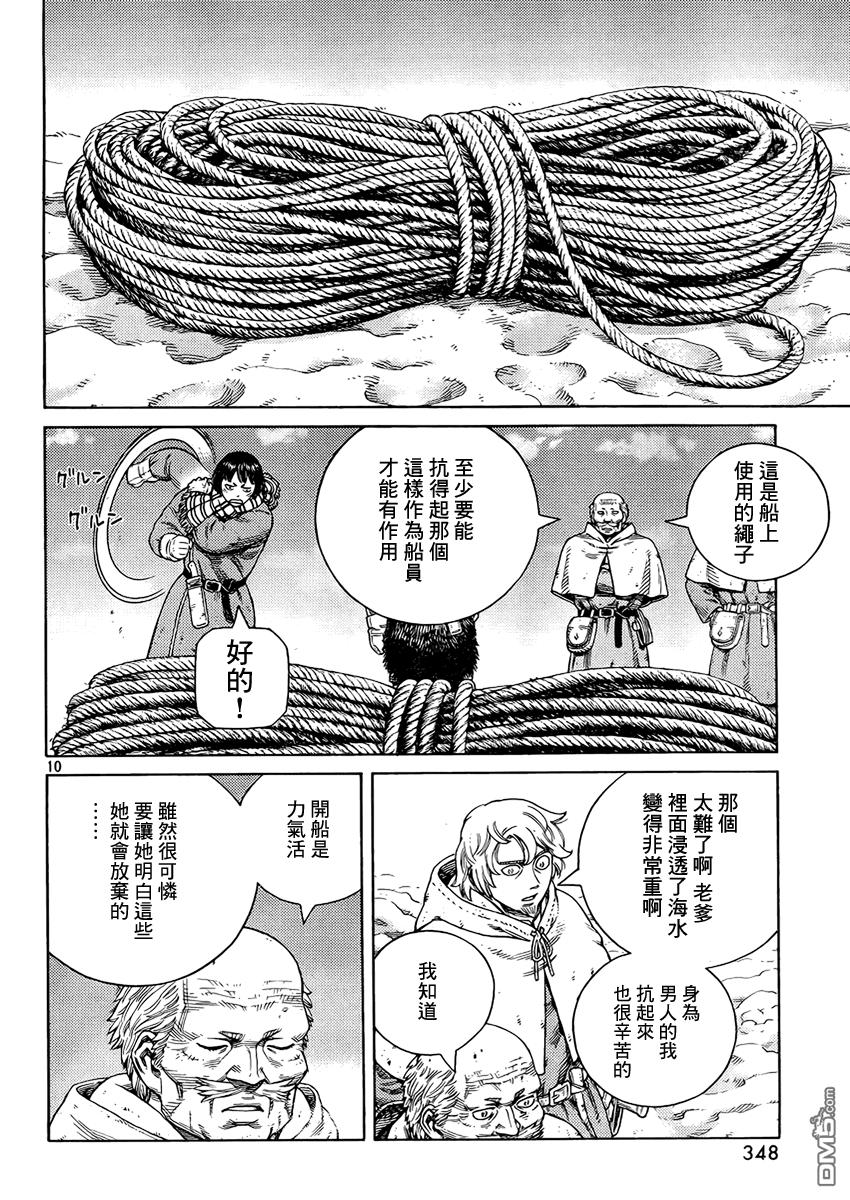 這是船上
使用的繩子
至少要能
抗得起那個
這樣作為船員
才能有作用
グルン
グルン
好的！
10
那個
太難了啊 老爹
裡面浸透了海水
變得非常重啊
身為
男人的我
抗起來
也很辛苦的
我知道
開船是
力氣活
雖然很可憐
要讓她明白這些
她就會放棄的
……
348
DM5.com